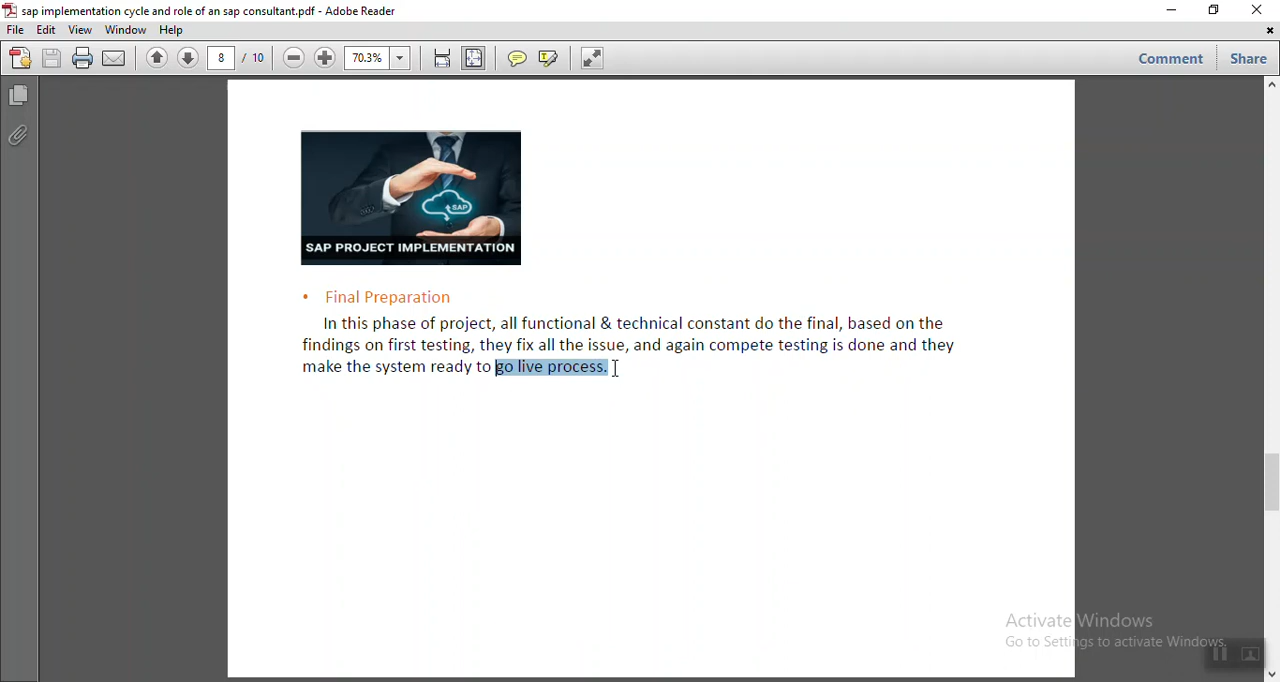 sap implementation cycle and role of an sap consultant.pdf - Adobe Reader
File Edit View Window Help
8 / 10 70.3% Comment Share
SAP
SAP PROJECT IMPLEMENTATION
• Final Preparation
In this phase of project, all functional & technical constant do the final, based on the
findings on first testing, they fix all the issue, and again compete testing is done and they
make the system ready to go live process.
Activate Windows
Go to Settings to activate Windows.